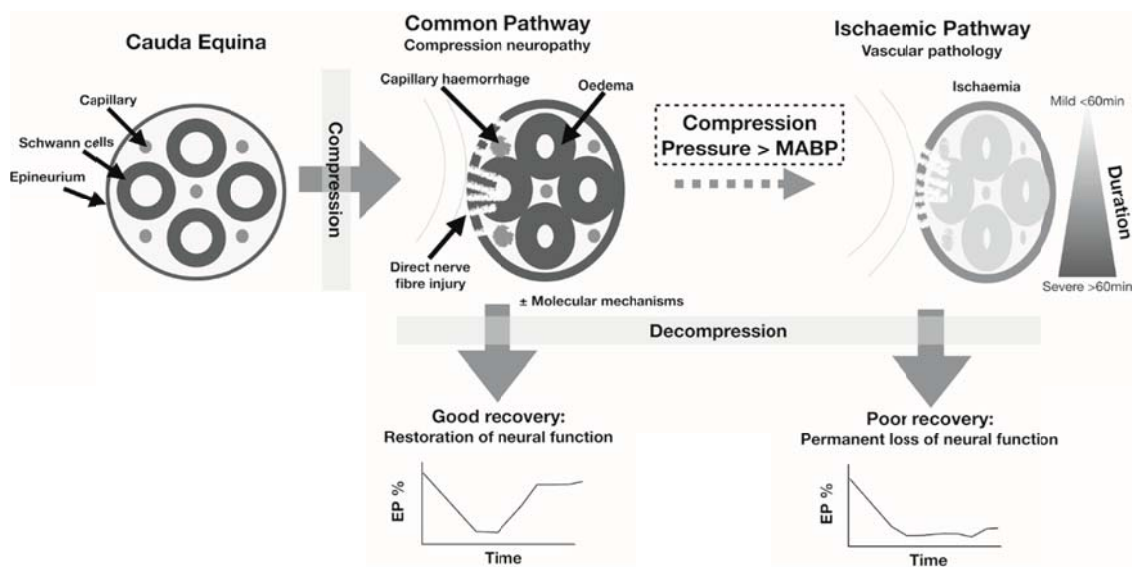 Cauda Equina
Capillary
Schwann cells
Epineurium
Compression
Common Pathway
Compression neuropathy
Capillary haemorrhage
Oedema
Direct nerve
fibre injury
± Molecular mechanisms
Compression
Pressure > MABP
Ischaemic Pathway
Vascular pathology
Ischaemia
Mild <60min
Duration
Severe >60min
Decompression
Good recovery:
Restoration of neural function
EP %
Time
Poor recovery:
Permanent loss of neural function
EP %
Time